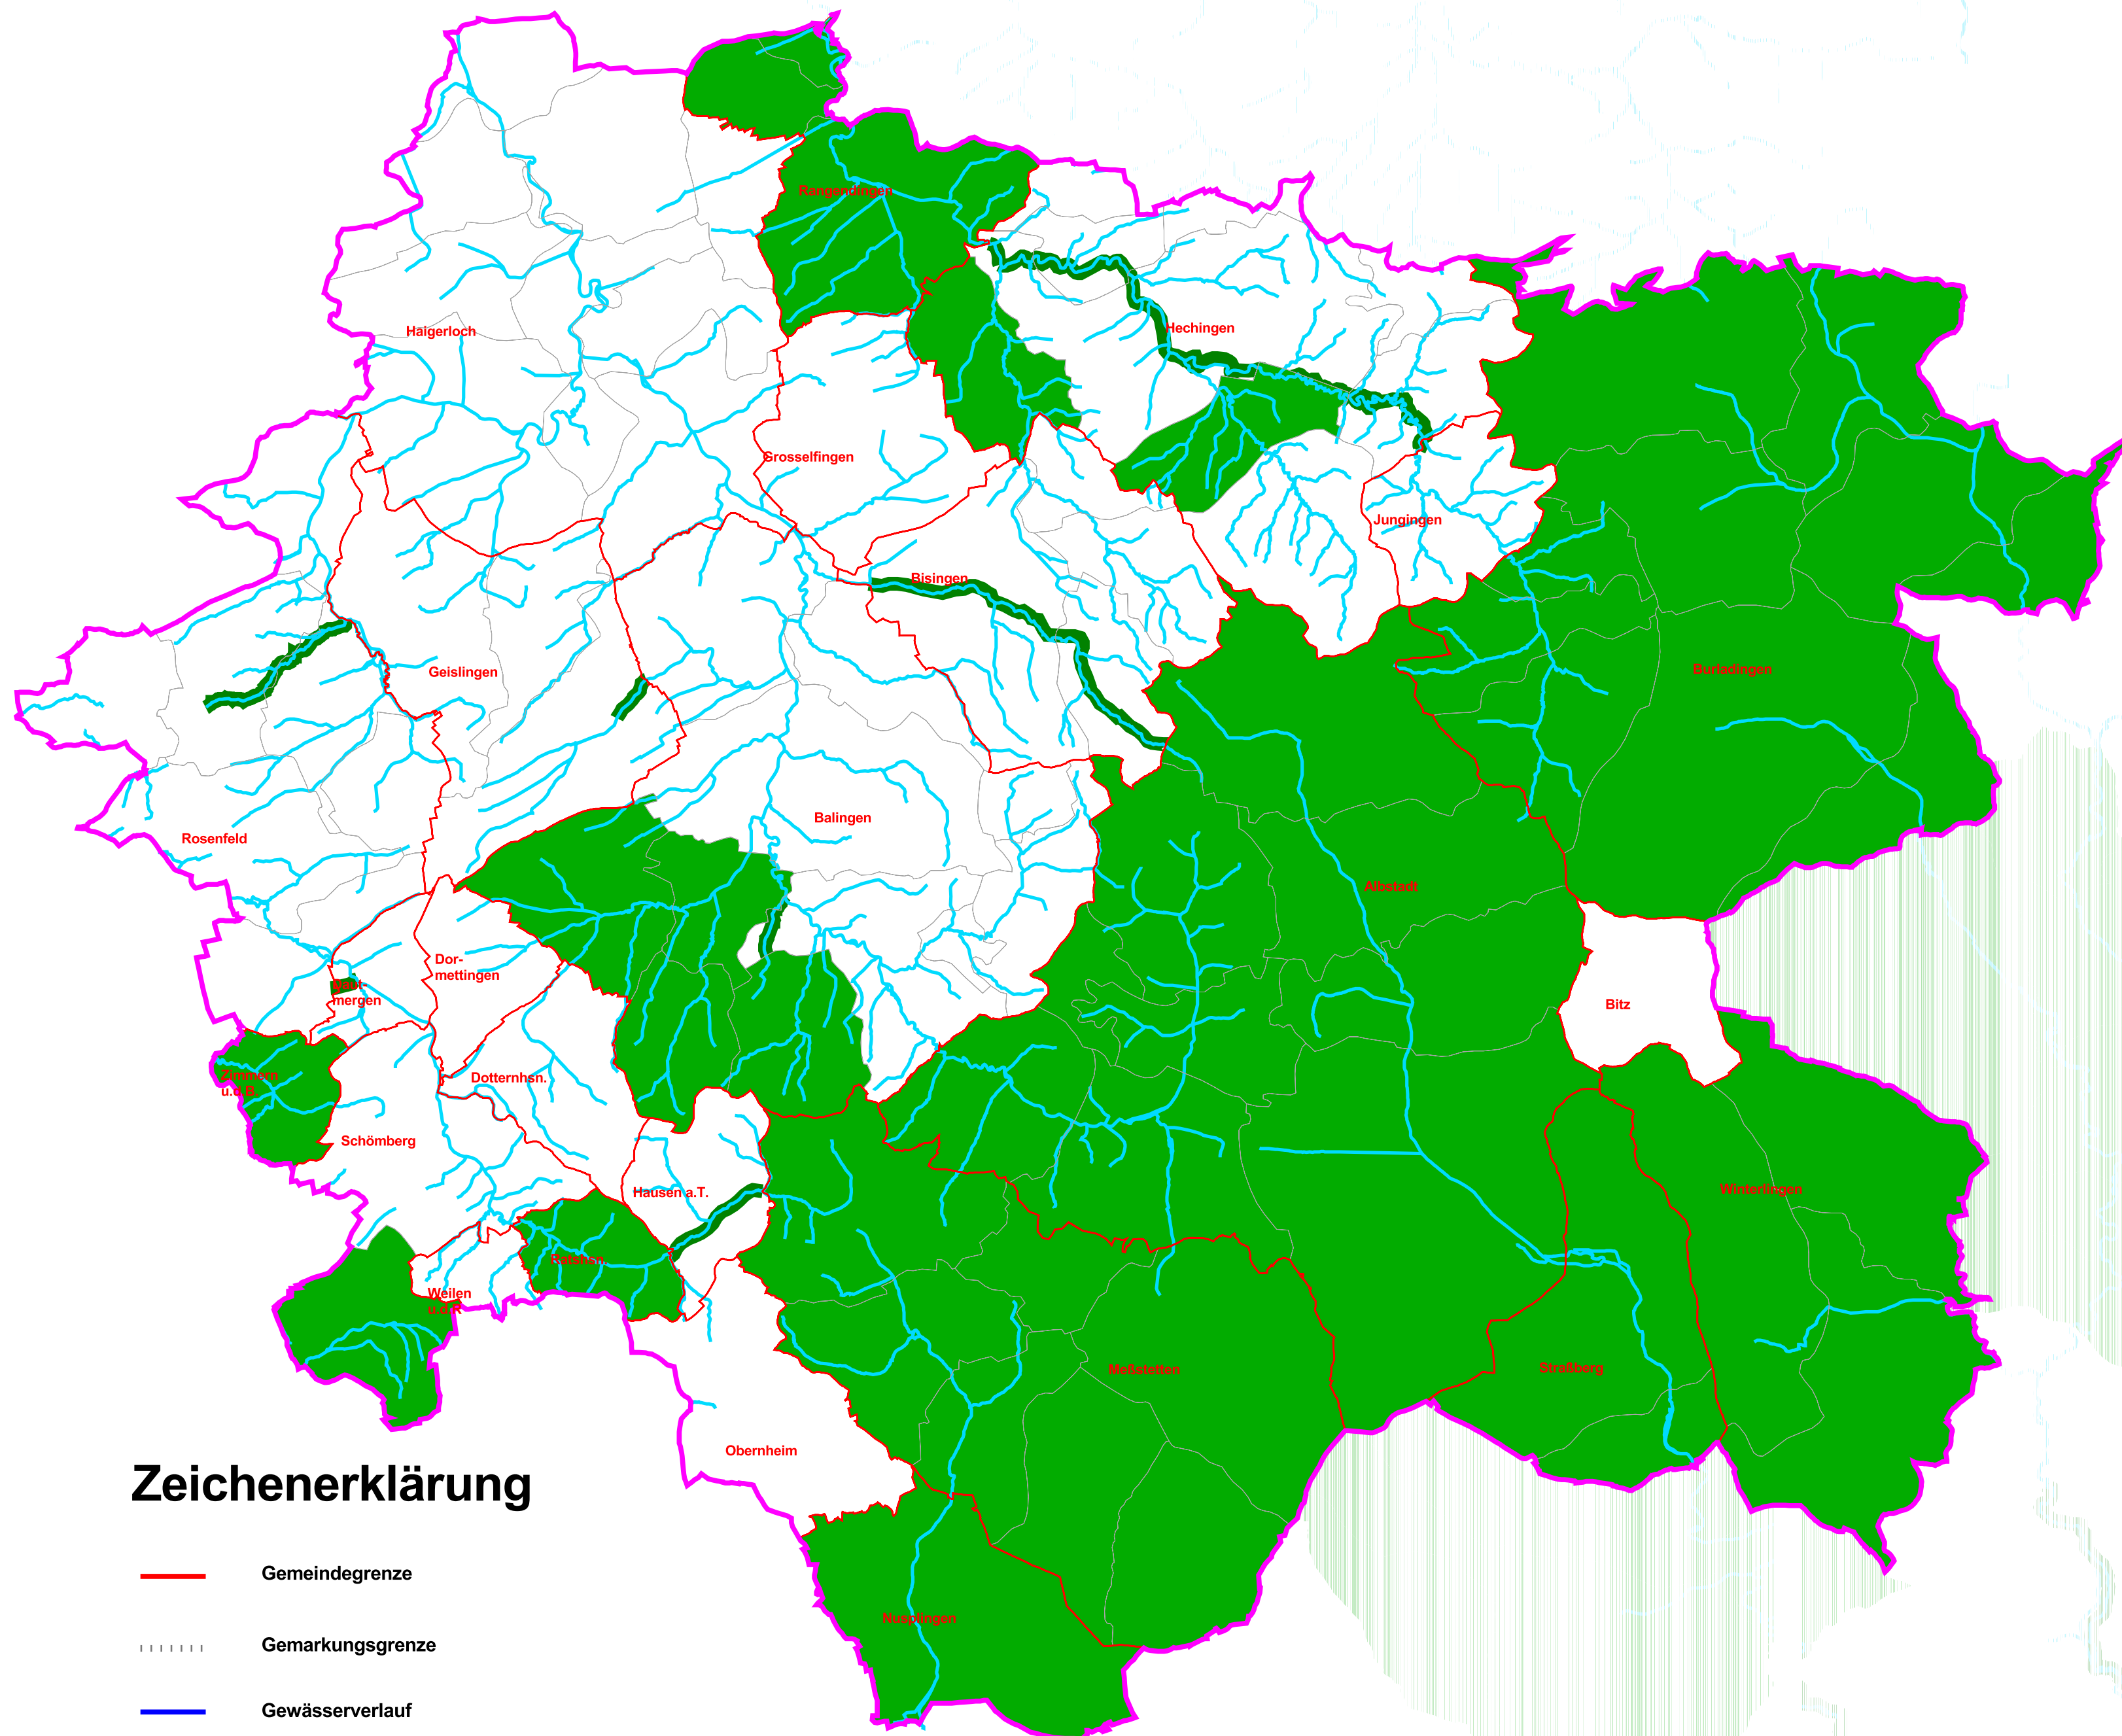 Rangendingen
Haigerloch
Hechingen
Grosselfingen
Jungingen
Bisingen
Geislingen
Burladingen
Balingen
Rosenfeld
Albstadt
Dor-
mettingen
Daut-
mergen
Bitz
Zimmern
u.d.B.
Dotternhsn.
Schömberg
Hausen a.T.
Winterlingen
Ratshsn.
Weilen
u.d.R
Meßstetten
Straßberg
Obernheim
Nusplingen
Zeichenerklärung
Gemeindegrenze
Gemarkungsgrenze
Gewässerverlauf